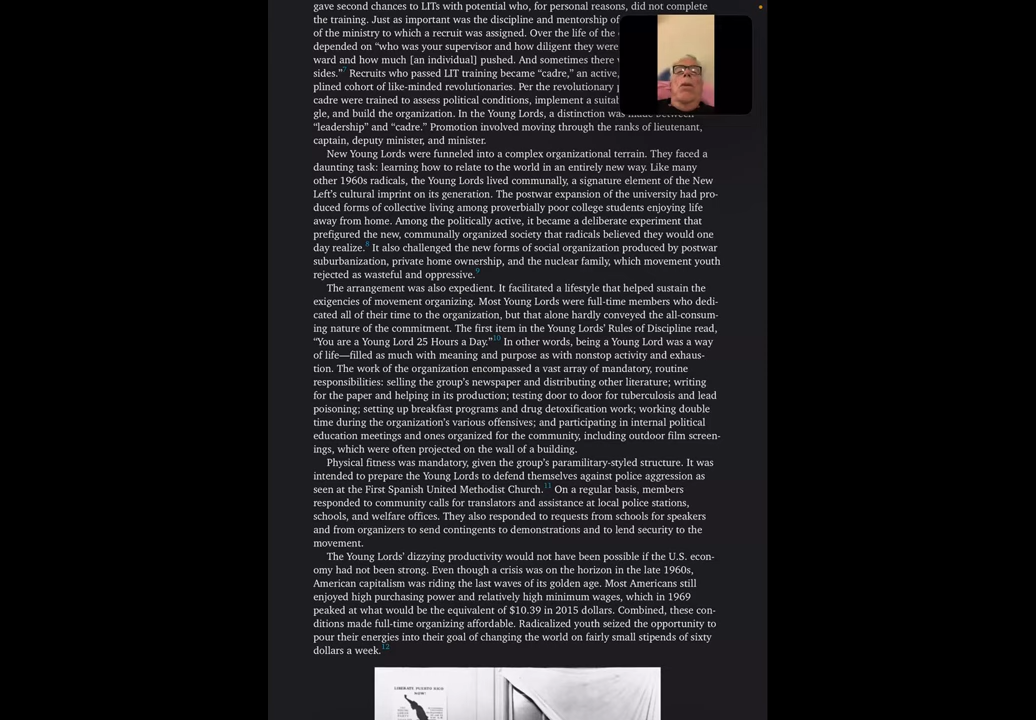 gave second chances to LITs with potential who, for personal reasons, did not complete
the training. Just as important was the discipline and mentorship of
of the ministry to which a recruit was assigned. Over the life of the
depended on “who was your supervisor and how diligent they were
ward and how much [an individual] pushed. And sometimes there
sides.”7 Recruits who passed LIT training became “cadre,” an active,
plined cohort of like-minded revolutionaries. Per the revolutionary
cadre were trained to assess political conditions, implement a
gle, and build the organization. In the Young Lords, a distinction was made between
“leadership” and “cadre.” Promotion involved moving through the ranks of lieutenant,
captain, deputy minister, and minister.
New Young Lords were funneled into a complex organizational terrain. They faced a
daunting task: learning how to relate to the world in an entirely new way. Like many
other 1960s radicals, the Young Lords lived communally, a signature element of the New
Left’s cultural imprint on its generation. The postwar expansion of the university had pro-
duced forms of collective living among proverbially poor college students enjoying life
away from home. Among the politically active, it became a deliberate experiment that
prefigured the new, communally organized society that radicals believed they would one
day realize.8 It also challenged the new forms of social organization produced by postwar
suburbanization, private home ownership, and the nuclear family, which movement youth
rejected as wasteful and oppressive.9
The arrangement was also expedient. It facilitated a lifestyle that helped sustain the
exigencies of movement organizing. Most Young Lords were full-time members who dedi-
cated all of their time to the organization, but that alone hardly conveyed the all-consum-
ing nature of the commitment. The first item in the Young Lords’ Rules of Discipline read,
“You are a Young Lord 25 Hours a Day.”10 In other words, being a Young Lord was a way
of life—filled as much with meaning and purpose as with nonstop activity and exhaus-
tion. The work of the organization encompassed a vast array of mandatory, routine
responsibilities: selling the group’s newspaper and distributing other literature; writing
for the paper and helping in its production; testing door to door for tuberculosis and lead
poisoning; setting up breakfast programs and drug detoxification work; working double
time during the organization’s various offensives; and participating in internal political
education meetings and ones organized for the community, including outdoor film screen-
ings, which were often projected on the wall of a building.
Physical fitness was mandatory, given the group’s paramilitary-styled structure. It was
intended to prepare the Young Lords to defend themselves against police aggression as
seen at the First Spanish United Methodist Church.11 On a regular basis, members
responded to community calls for translators and assistance at local police stations,
schools, and welfare offices. They also responded to requests from schools for speakers
and from organizers to send contingents to demonstrations and to lend security to the
movement.
The Young Lords’ dizzying productivity would not have been possible if the U.S. econ-
omy had not been strong. Even though a crisis was on the horizon in the late 1960s,
American capitalism was riding the last waves of its golden age. Most Americans still
enjoyed high purchasing power and relatively high minimum wages, which in 1969
peaked at what would be the equivalent of $10.39 in 2015 dollars. Combined, these con-
ditions made full-time organizing affordable. Radicalized youth seized the opportunity to
pour their energies into their goal of changing the world on fairly small stipends of sixty
dollars a week.12
LIBERATE PUERTO RICO
NOW!